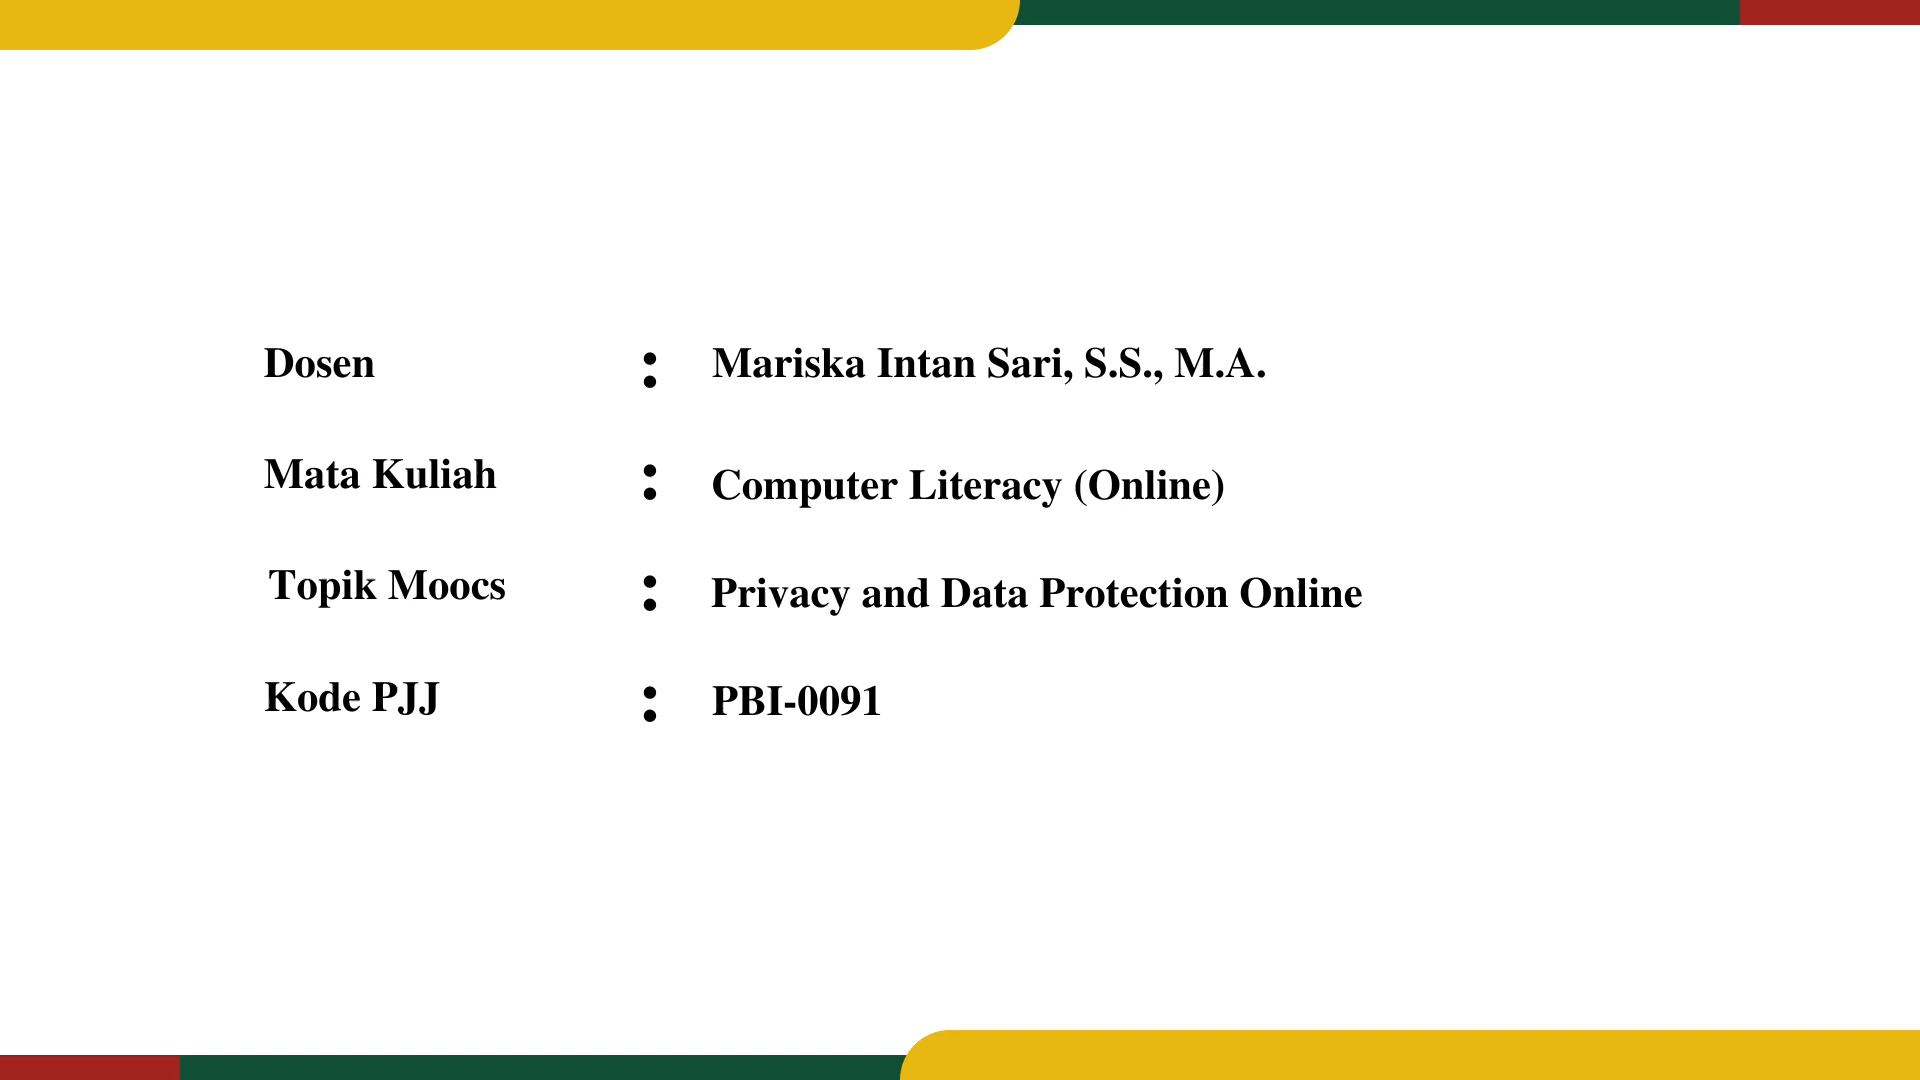 Dosen : Mariska Intan Sari, S.S., M.A.
Mata Kuliah : Computer Literacy (Online)
Topik Moocs : Privacy and Data Protection Online
Kode PJJ : PBI-0091